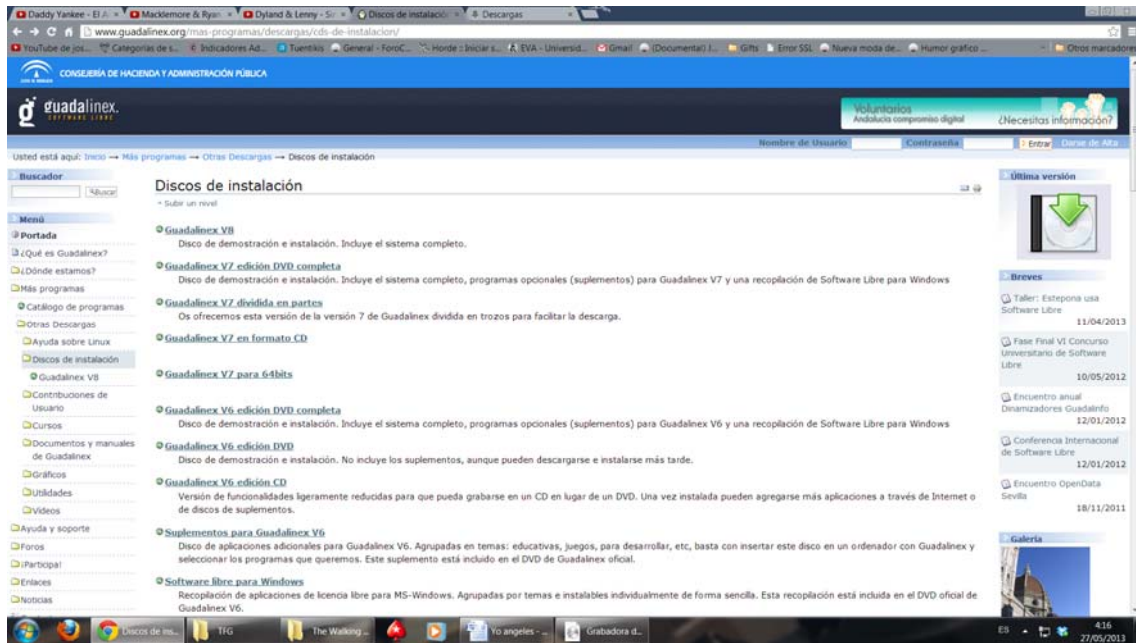 Daddy Yankee - El A
Macklemore & Ryan
Dyland & Lenny - Sir
Discos de instalació
Descargas
www.guadalinex.org/mas-programas/descargas/cds-de-instalacion/
YouTube de jos...
Categorías de s...
Indicadores Ad...
Tuentikis
General - ForoC...
Horde :: Iniciar s...
EVA - Universid...
Gmail
(Documental) I...
Gifts
Error SSL
Nueva moda de...
Humor gráfico ...
Otros marcadores
CONSEJERÍA DE HACIENDA Y ADMINISTRACIÓN PÚBLICA
guadalinex.
SOFTWARE LIBRE
Voluntarios
Andalucía compromiso digital
¿Necesitas información?
Nombre de Usuario
Contraseña
Entrar
Darse de Alta
Usted está aquí: Inicio → Más programas → Otras Descargas → Discos de instalación
Buscador
Buscar
Menú
Portada
¿Qué es Guadalinex?
¿Dónde estamos?
Más programas
Catálogo de programas
Otras Descargas
Ayuda sobre Linux
Discos de instalación
Guadalinex V8
Contribuciones de
Usuario
Cursos
Documentos y manuales
de Guadalinex
Gráficos
Utilidades
Videos
Ayuda y soporte
Foros
¡Participa!
Enlaces
Noticias
Discos de instalación
Subir un nivel
Guadalinex V8
Disco de demostración e instalación. Incluye el sistema completo.
Guadalinex V7 edición DVD completa
Disco de demostración e instalación. Incluye el sistema completo, programas opcionales (suplementos) para Guadalinex V7 y una recopilación de Software Libre para Windows
Guadalinex V7 dividida en partes
Os ofrecemos esta versión de la versión 7 de Guadalinex dividida en trozos para facilitar la descarga.
Guadalinex V7 en formato CD
Guadalinex V7 para 64bits
Guadalinex V6 edición DVD completa
Disco de demostración e instalación. Incluye el sistema completo, programas opcionales (suplementos) para Guadalinex V6 y una recopilación de Software Libre para Windows
Guadalinex V6 edición DVD
Disco de demostración e instalación. No incluye los suplementos, aunque pueden descargarse e instalarse más tarde.
Guadalinex V6 edición CD
Versión de funcionalidades ligeramente reducidas para que pueda grabarse en un CD en lugar de un DVD. Una vez instalada pueden agregarse más aplicaciones a través de Internet o
de discos de suplementos.
Suplementos para Guadalinex V6
Disco de aplicaciones adicionales para Guadalinex V6. Agrupadas en temas: educativas, juegos, para desarrollar, etc, basta con insertar este disco en un ordenador con Guadalinex y
seleccionar los programas que queremos. Este suplemento está incluido en el DVD de Guadalinex oficial.
Software libre para Windows
Recopilación de aplicaciones de licencia libre para MS-Windows. Agrupadas por temas e instalables individualmente de forma sencilla. Esta recopilación está incluida en el DVD oficial de
Guadalinex V6.
Última versión
Breves
Taller: Estepona usa
Software Libre
11/04/2013
Fase Final VI Concurso
Universitario de Software
Libre
10/05/2012
Encuentro anual
Dinamizadores Guadalinfo
12/01/2012
Conferencia Internacional
de Software Libre
12/01/2012
Encuentro OpenData
Sevilla
18/11/2011
Galería
Discos de ins...
TFG
The Walking ...
Yo angeles - ...
Grabadora d...
ES
4:16
27/05/2013